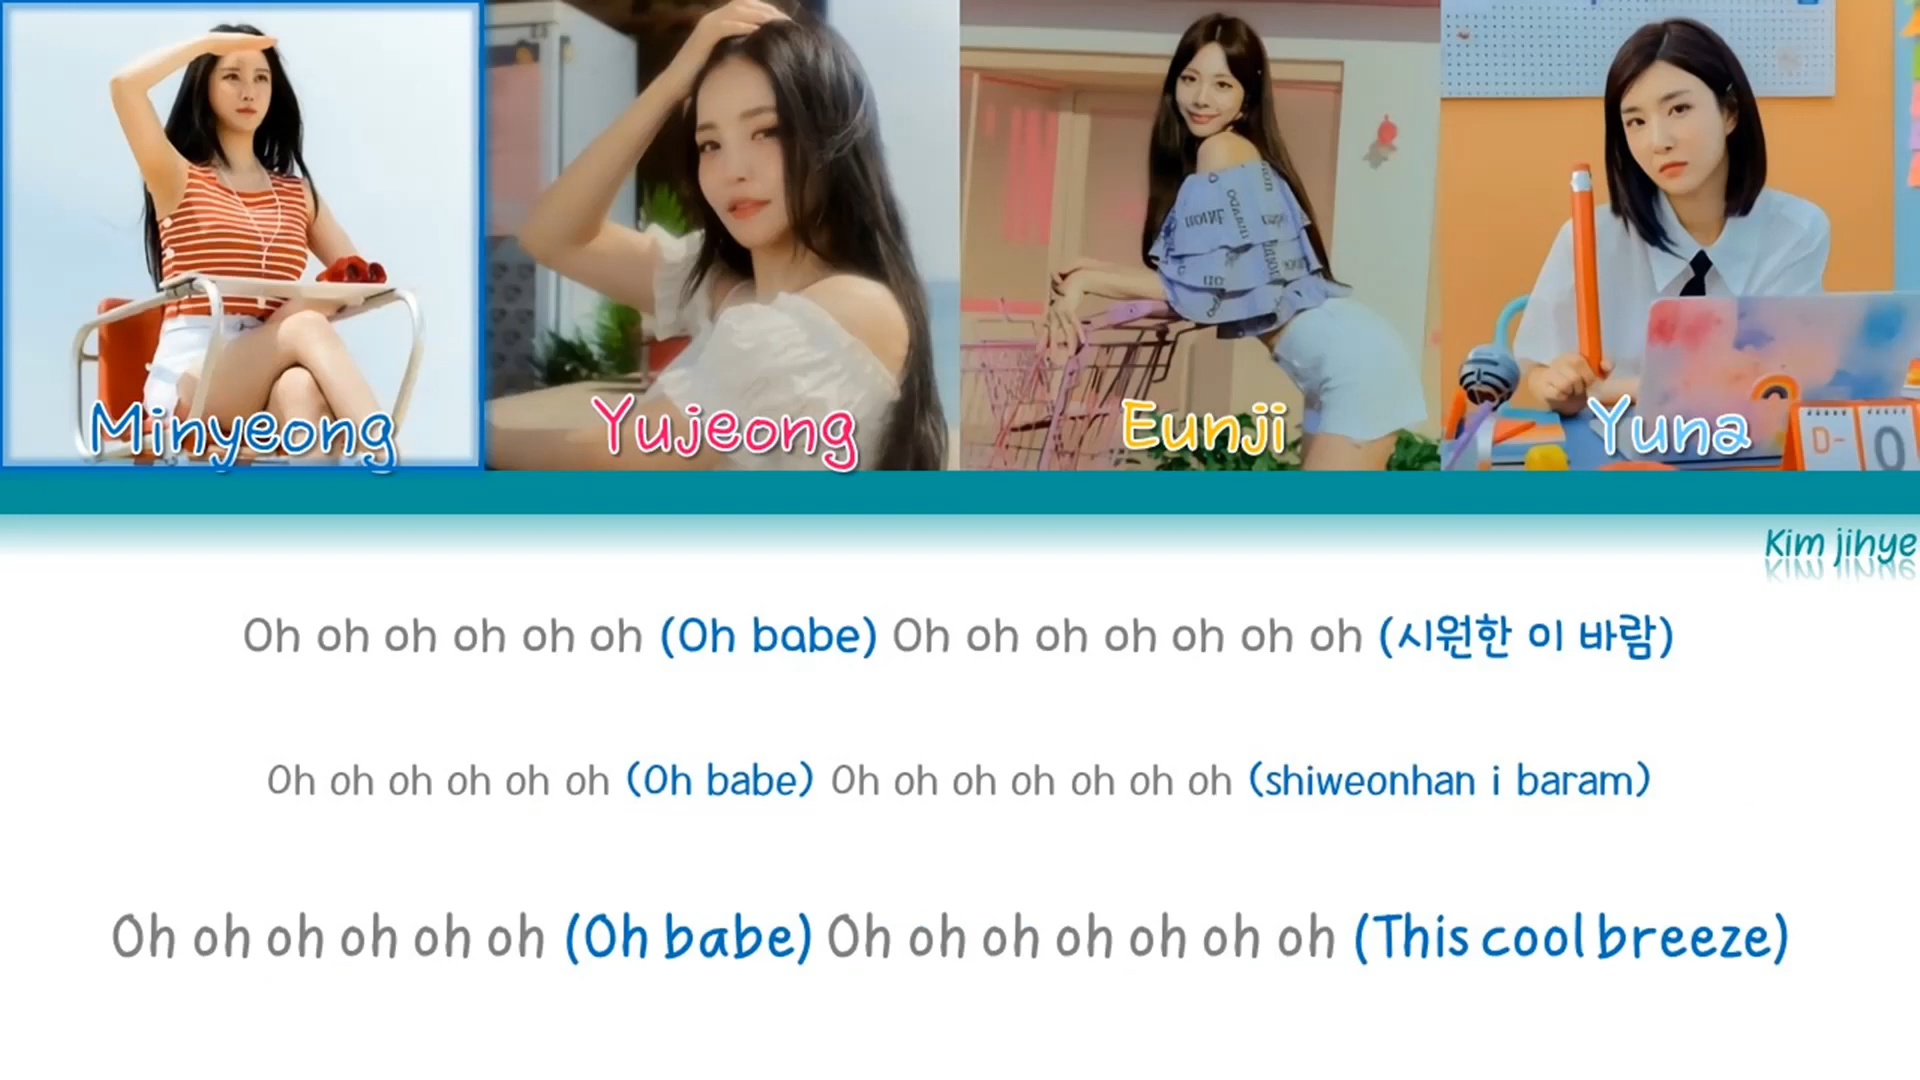 Minyeong Yujeong Eunji Yuna
D- 0
Kim jihye
Oh oh oh oh oh oh (Oh babe) Oh oh oh oh oh oh oh (시원한 이 바람)
Oh oh oh oh oh oh (Oh babe) Oh oh oh oh oh oh oh (shiweonhan i baram)
Oh oh oh oh oh oh (Oh babe) Oh oh oh oh oh oh oh (This cool breeze)